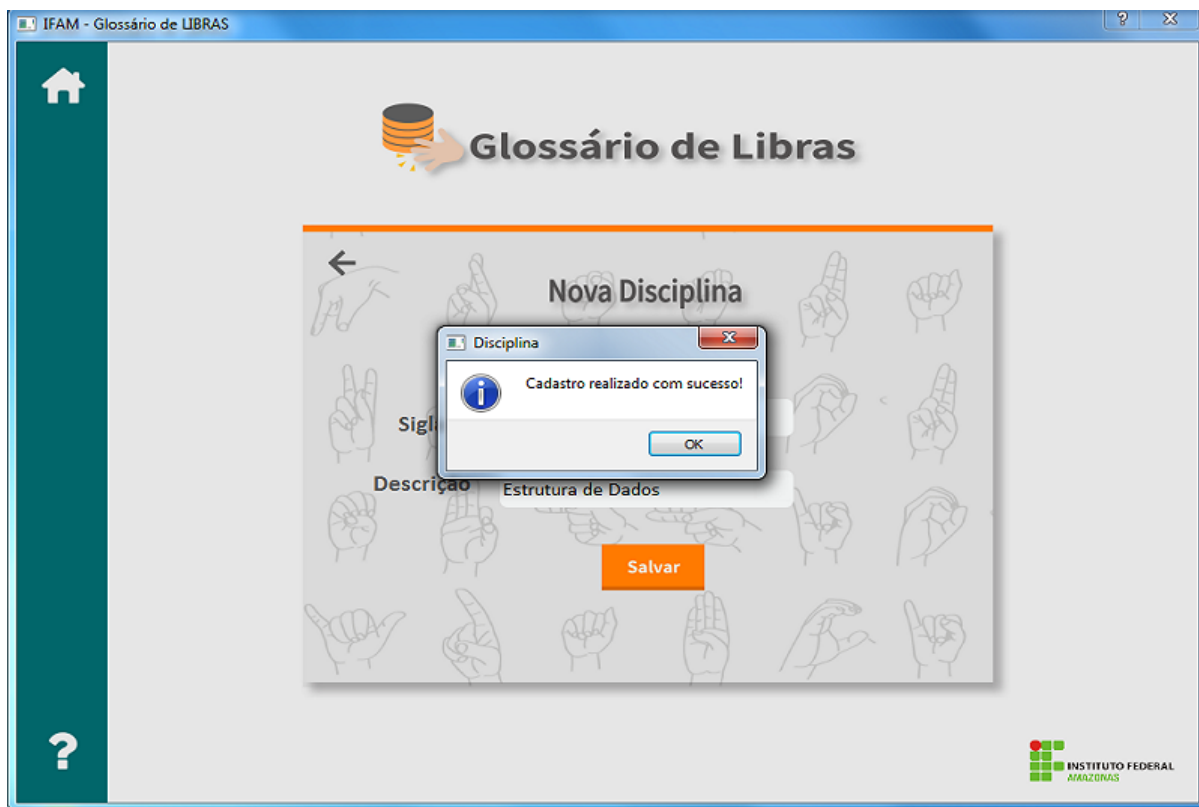 IFAM - Glossário de LIBRAS
Glossário de Libras
Nova Disciplina
Disciplina
Cadastro realizado com sucesso!
OK
Descrição
Estrutura de Dados
Salvar
?
INSTITUTO FEDERAL
AMAZONAS